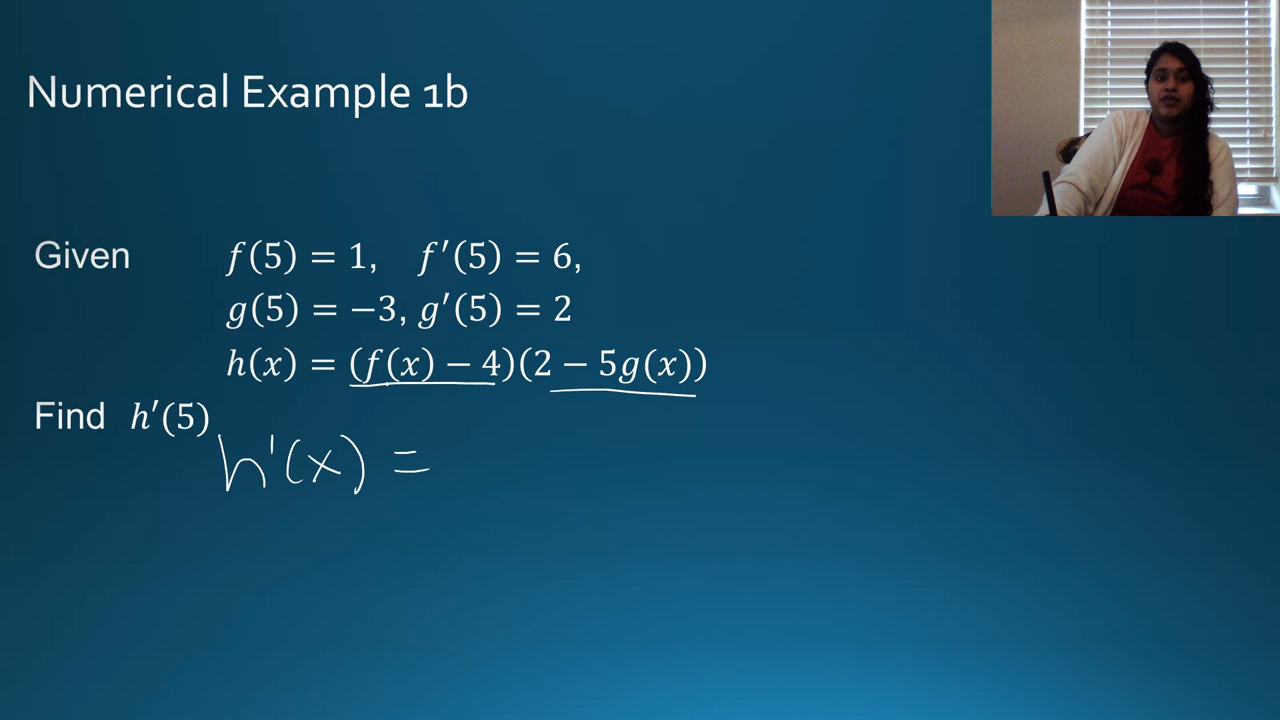 Numerical Example 1b
Given f(5) = 1, f′(5) = 6,
g(5) = −3, g′(5) = 2
h(x) = (f(x) − 4)(2 − 5g(x))
Find h′(5)
h'(x) =